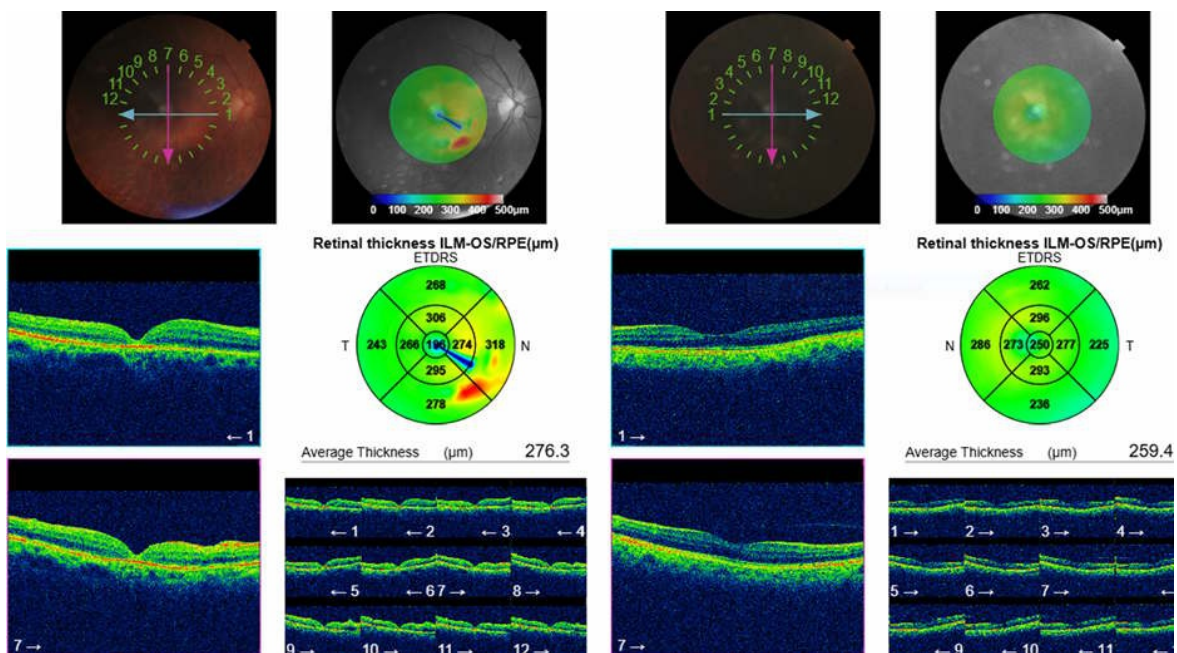 12 11 10 9 8 7 6 5 4 3 2 1
0 100 200 300 400 500µm
1 2 3 4 5 6 7 8 9 10 11 12
0 100 200 300 400 500µm
Retinal thickness ILM-OS/RPE(µm)
ETDRS
268
306
T 243 266 196 274 318 N
295
278
Average Thickness (µm) 276.3
Retinal thickness ILM-OS/RPE(µm)
ETDRS
262
296
N 286 273 250 277 225 T
293
236
Average Thickness (µm) 259.4
← 1
1 →
7 →
← 1 ← 2 ← 3 ← 4
← 5 ← 6 7 → 8 →
9 → 10 → 11 → 12 →
7 →
1 → 2 → 3 → 4 →
5 → 6 → 7 → ←
← 9 ← 10 ← 11 ←